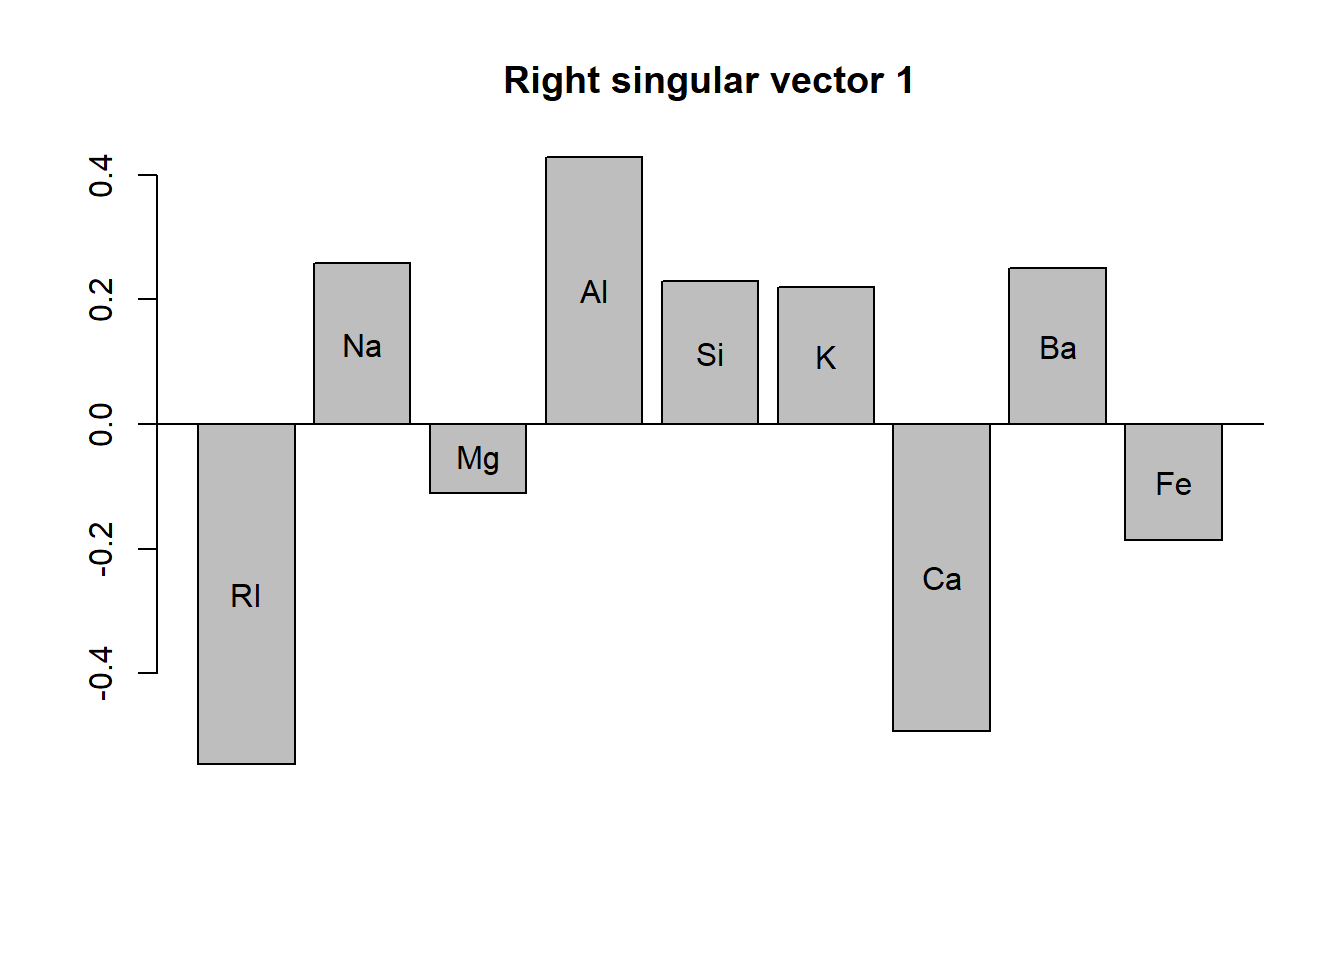 Right singular vector 1
0.4
0.2
0.0
-0.2
-0.4
RI
Na
Mg
Al
Si
K
Ca
Ba
Fe